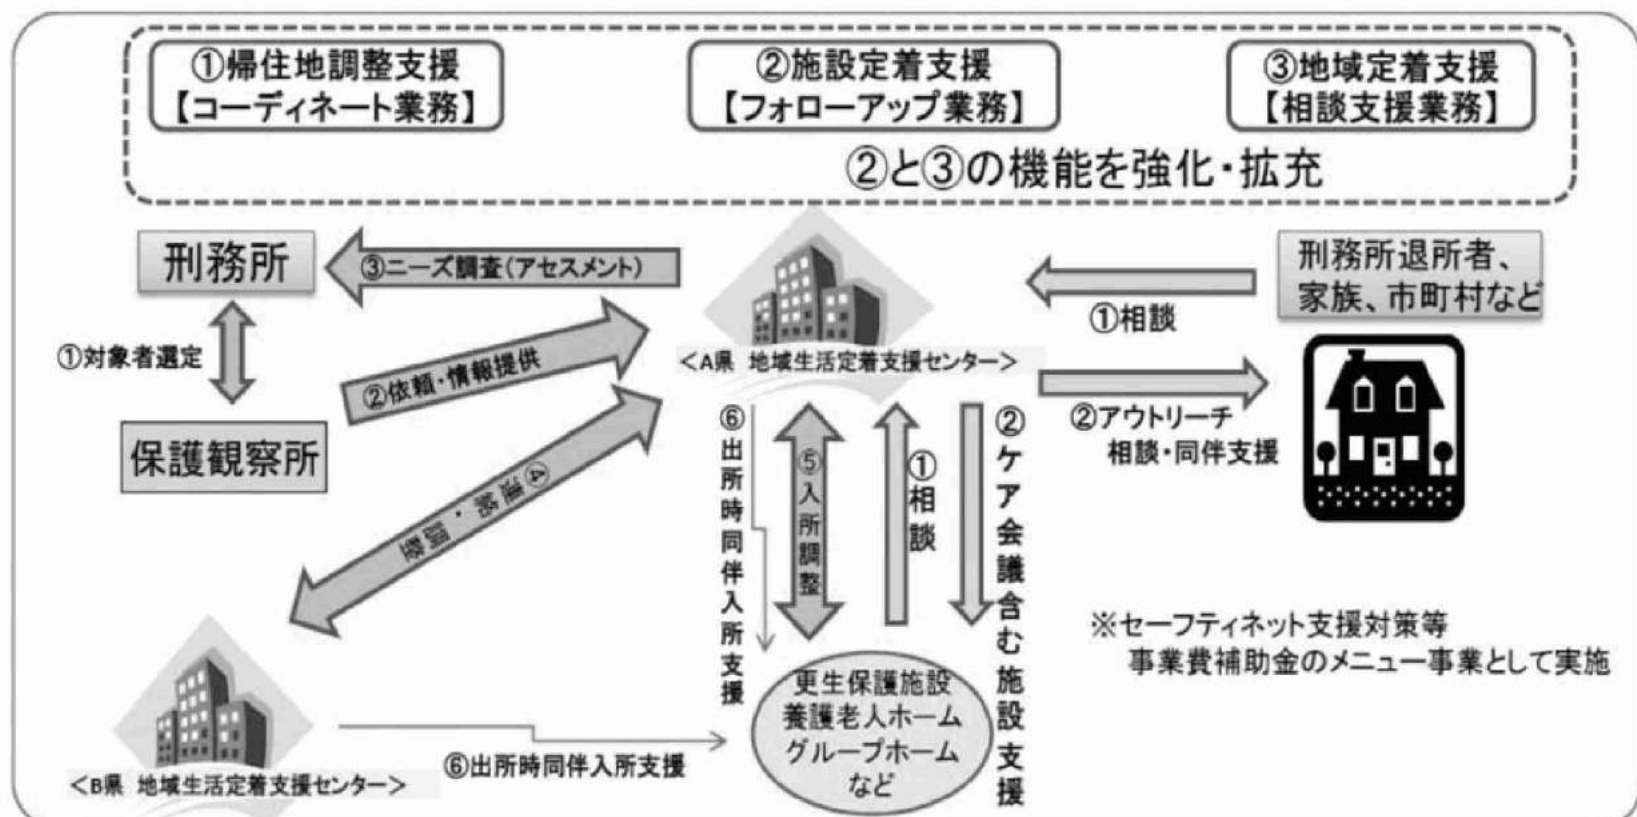 ①帰住地調整支援
【コーディネート業務】
②施設定着支援
【フォローアップ業務】
③地域定着支援
【相談支援業務】
②と③の機能を強化・拡充
刑務所
③ニーズ調査(アセスメント)
刑務所退所者、
家族、市町村など
①相談
①対象者選定
②依頼・情報提供
<A県 地域生活定着支援センター>
②アウトリーチ
相談・同伴支援
保護観察所
④連絡・調整
⑥出所時同伴入所支援
⑤入所調整
①相談
②ケア会議含む施設支援
※セーフティネット支援対策等
事業費補助金のメニュー事業として実施
更生保護施設
養護老人ホーム
グループホーム
など
⑥出所時同伴入所支援
<B県 地域生活定着支援センター>